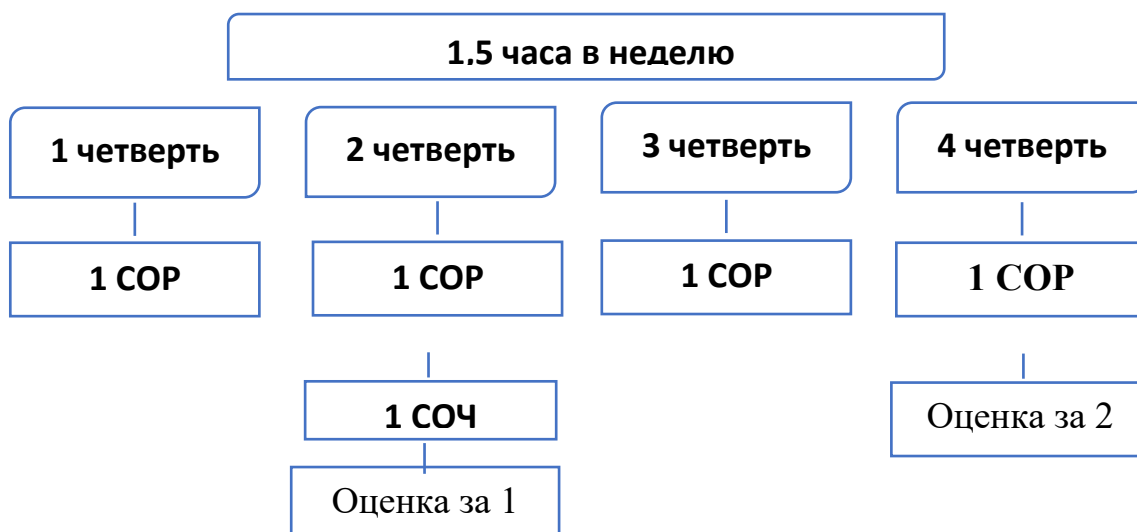 1,5 часа в неделю
1 четверть
2 четверть
3 четверть
4 четверть
1 СОР
1 СОР
1 СОР
1 СОР
1 СОЧ
Оценка за 2
Оценка за 1